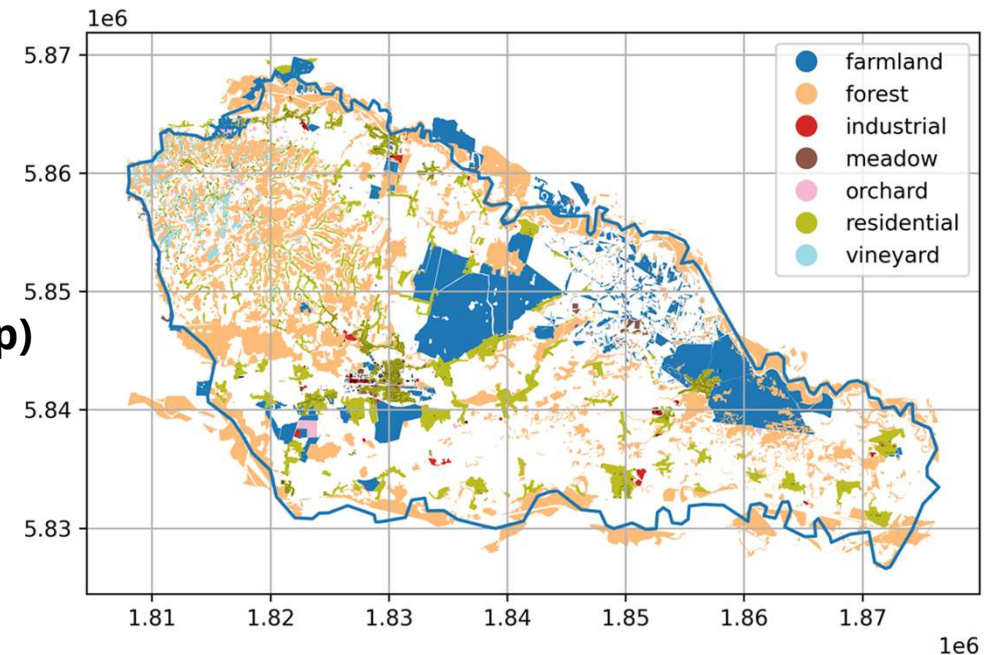 1e6
5.87
5.86
5.85
5.84
5.83
p)
farmland
forest
industrial
meadow
orchard
residential
vineyard
1.81 1.82 1.83 1.84 1.85 1.86 1.87
1e6